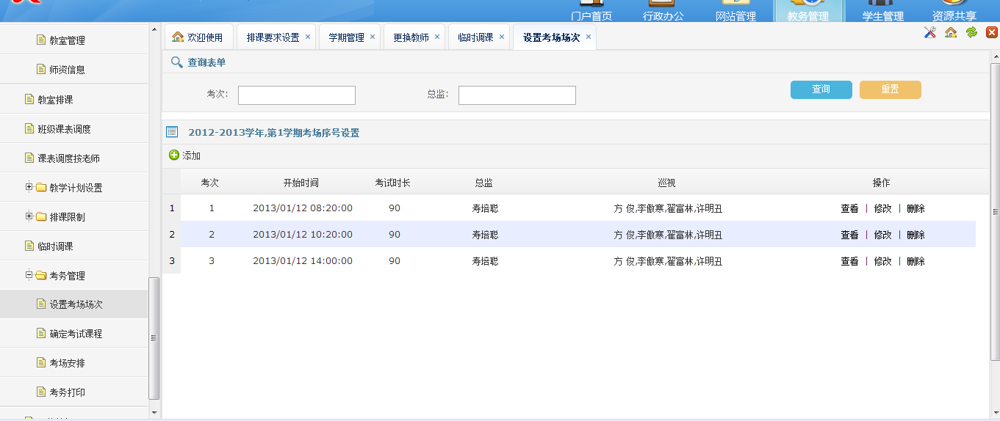 门户首页 行政办公 网站管理 教务管理 学生管理 资源共享
欢迎使用 排课要求设置 × 学期管理 × 更换教师 × 临时调课 × 设置考场场次 ×
教室管理
师资信息
教室排课
班级课表调度
课表调度按老师
教学计划设置
排课限制
临时调课
考务管理
设置考场场次
确定考试课程
考场安排
考务打印
查询表单
考次: 总监: 查询 重置
2012-2013学年,第1学期考场序号设置
添加
考次 开始时间 考试时长 总监 巡视 操作
1 1 2013/01/12 08:20:00 90 寿培聪 方 俊,李傲寒,翟富林,许明丑 查看 | 修改 | 删除
2 2 2013/01/12 10:20:00 90 寿培聪 方 俊,李傲寒,翟富林,许明丑 查看 | 修改 | 删除
3 3 2013/01/12 14:00:00 90 寿培聪 方 俊,李傲寒,翟富林,许明丑 查看 | 修改 | 删除